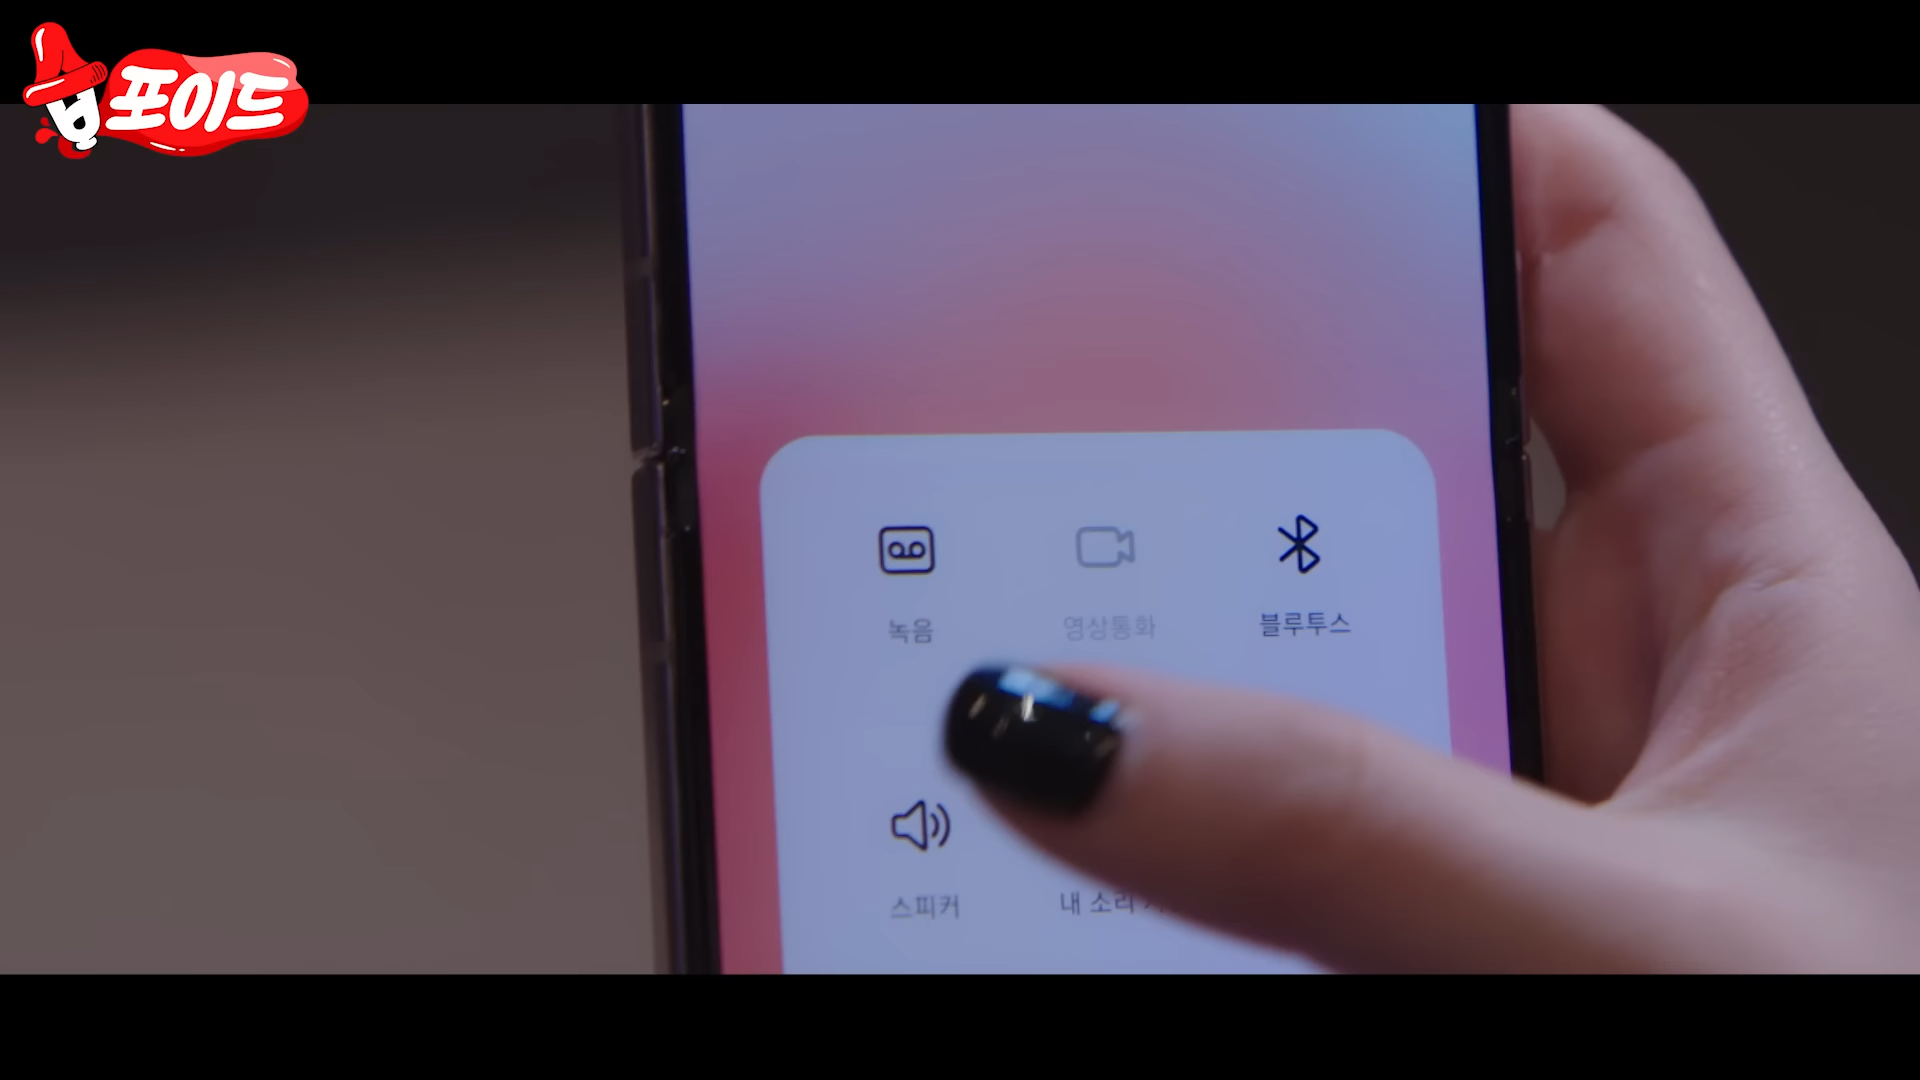 숏포이드
녹음
영상통화
블루투스
스피커
내 소리